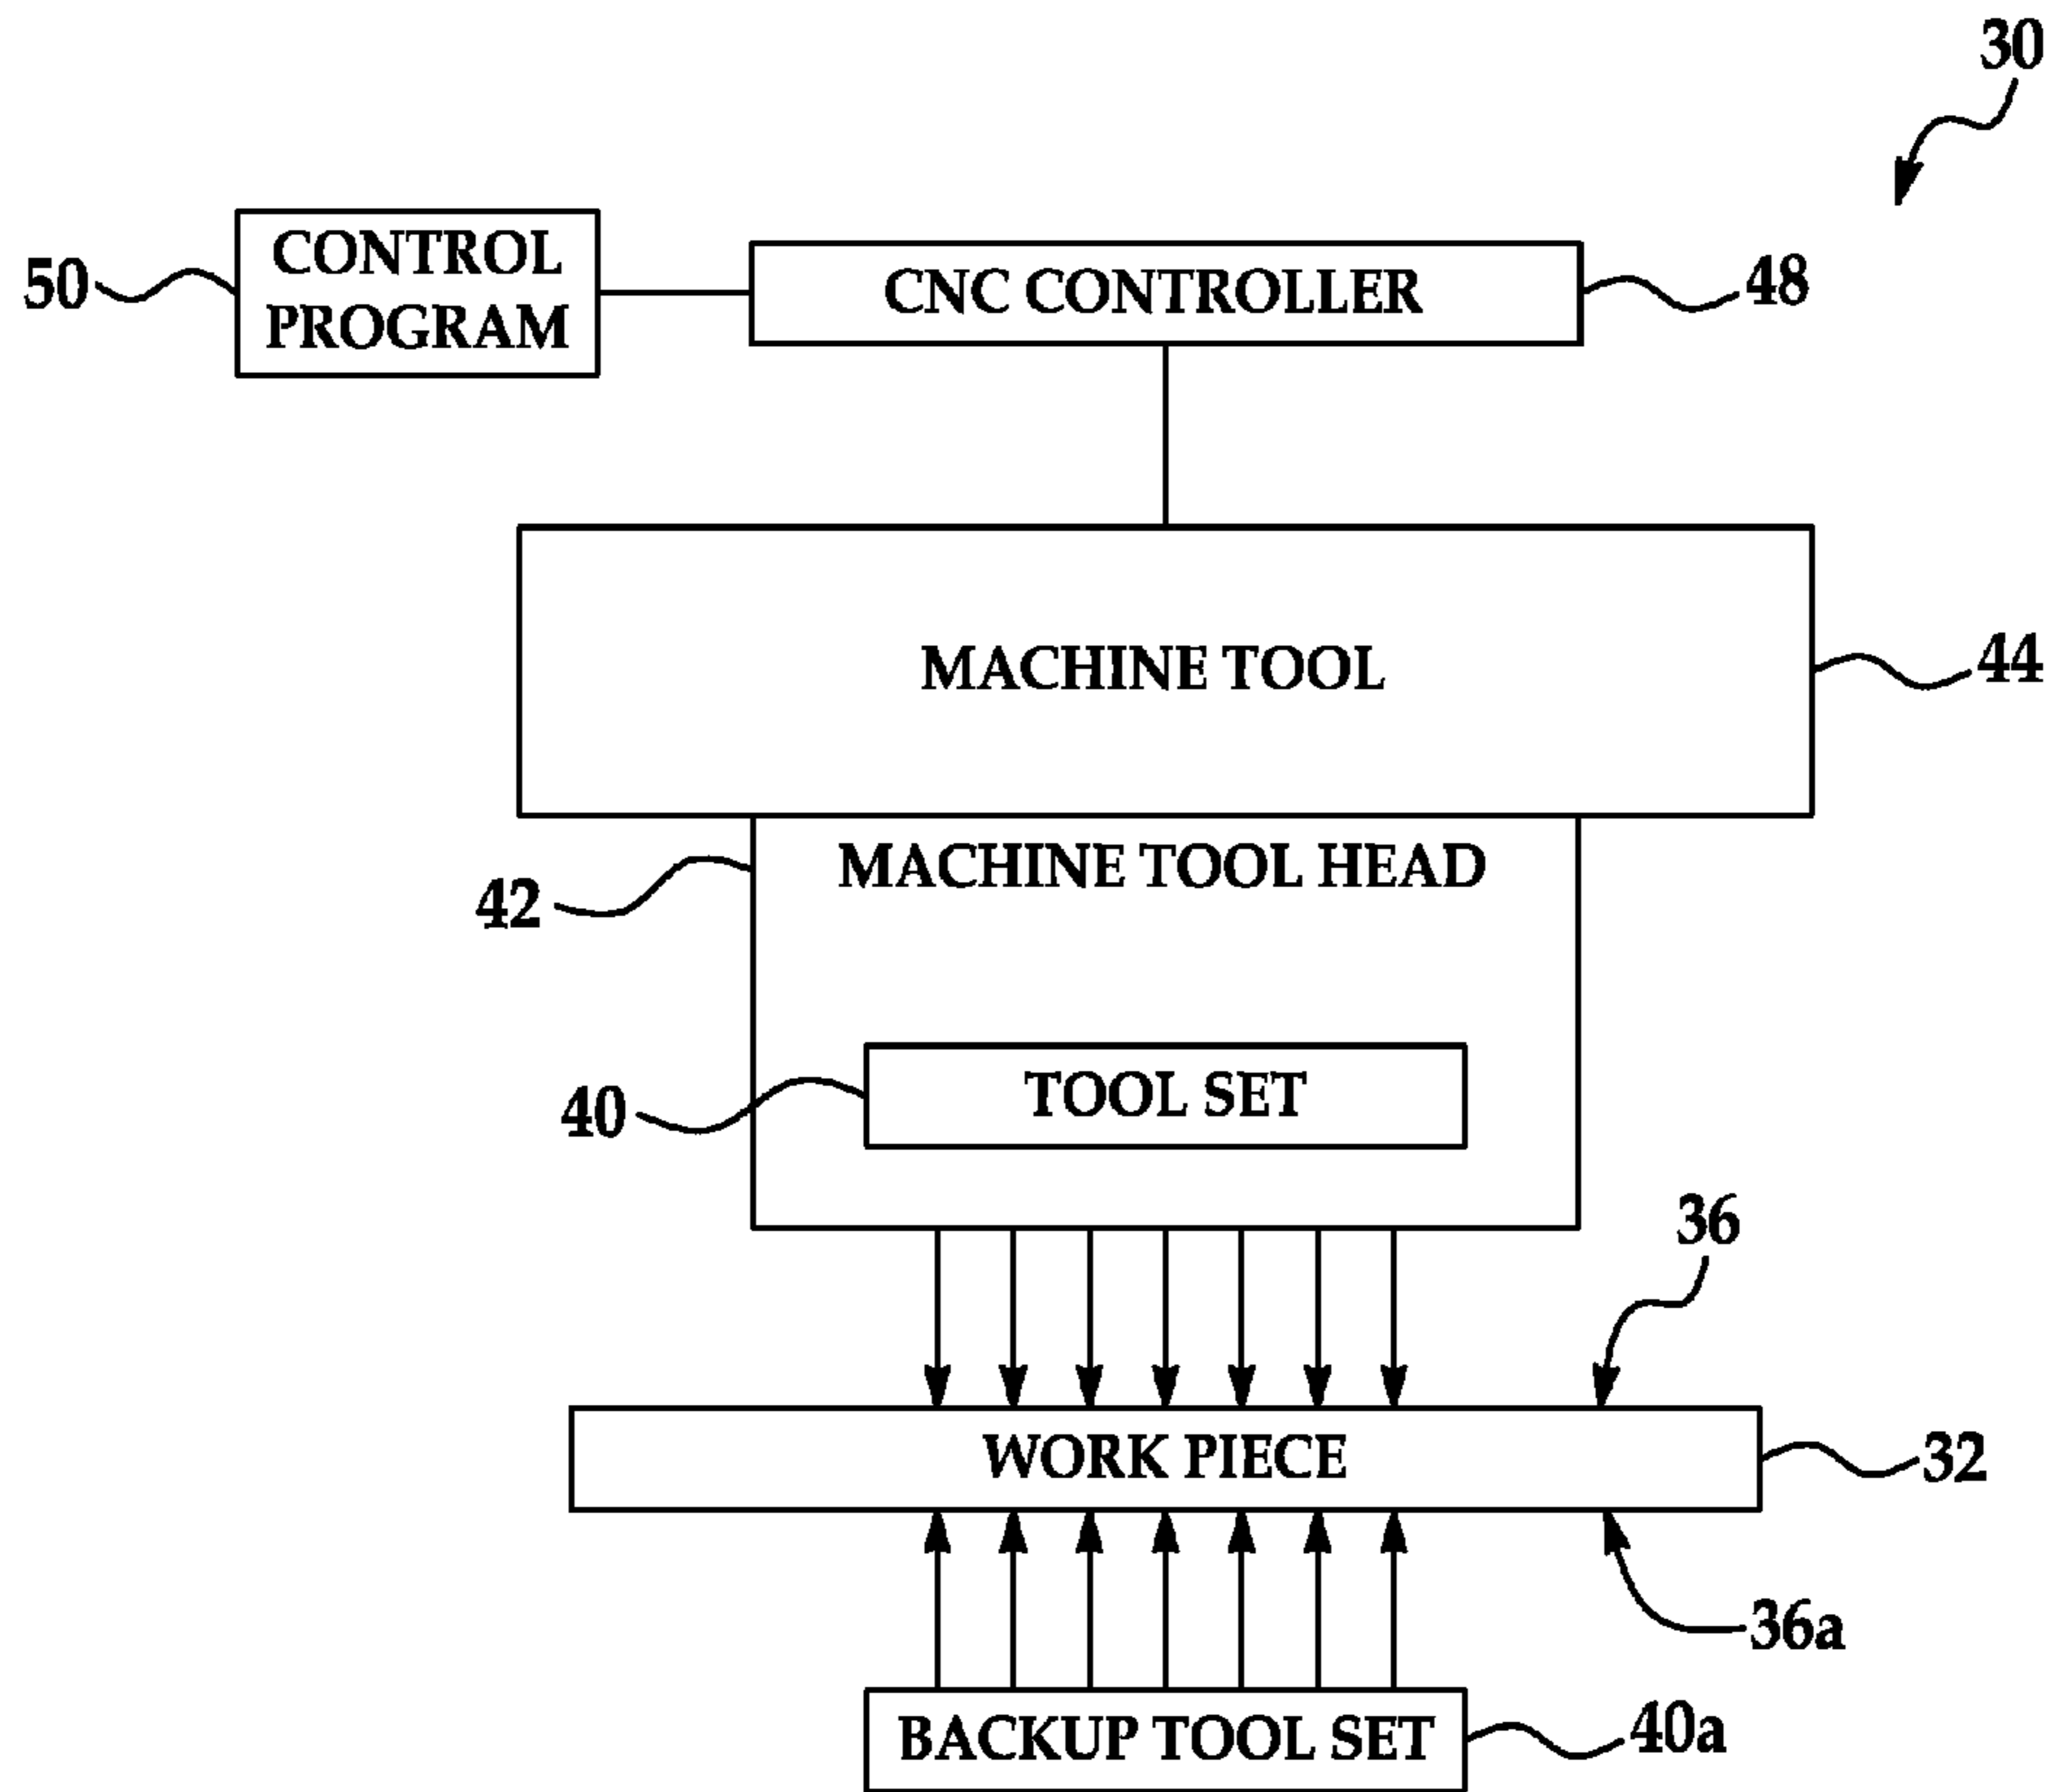 30
50
CONTROL
PROGRAM
CNC CONTROLLER
48
MACHINE TOOL
44
MACHINE TOOL HEAD
42
TOOL SET
40
36
WORK PIECE
32
36a
BACKUP TOOL SET
40a